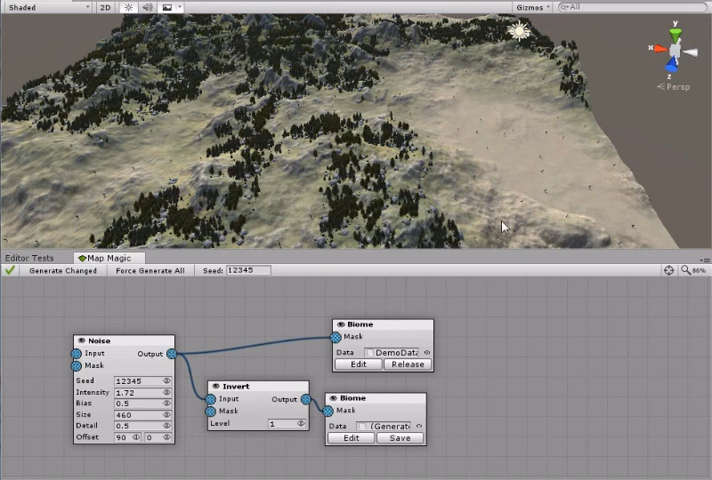 Shaded 2D Gizmos All
y
x
z
Persp
Editor Tests Map Magic
Generate Changed Force Generate All Seed: 12345 86%
Biome
Mask
Data DemoData
Edit Release
Noise
Input Output
Mask
Seed 12345
Intensity 1.72
Bias 0.5
Size 460
Detail 0.5
Offset 90 0
Invert
Input Output
Mask
Level 1
Biome
Mask
Data (Generat
Edit Save